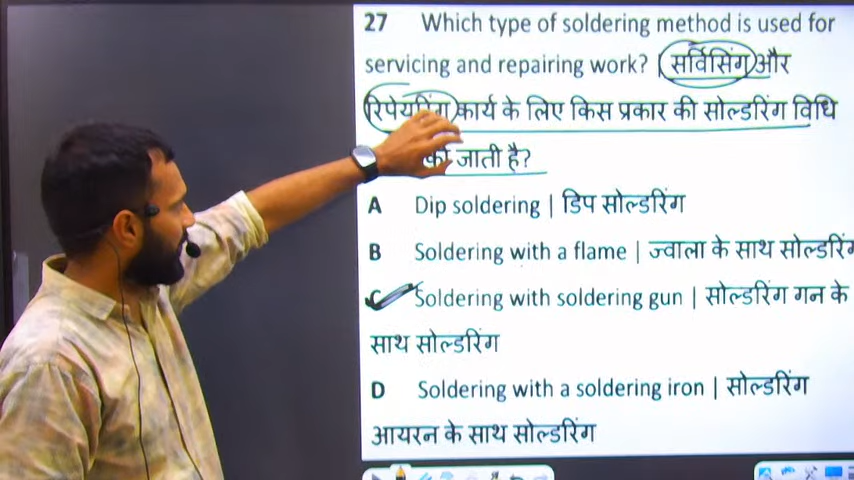 27 Which type of soldering method is used for
servicing and repairing work? | सर्विसिंग और
रिपेयरिंग कार्य के लिए किस प्रकार की सोल्डरिंग विधि
की जाती है?
A Dip soldering | डिप सोल्डरिंग
B Soldering with a flame | ज्वाला के साथ सोल्डरिंग
C Soldering with soldering gun | सोल्डरिंग गन के
साथ सोल्डरिंग
D Soldering with a soldering iron | सोल्डरिंग
आयरन के साथ सोल्डरिंग